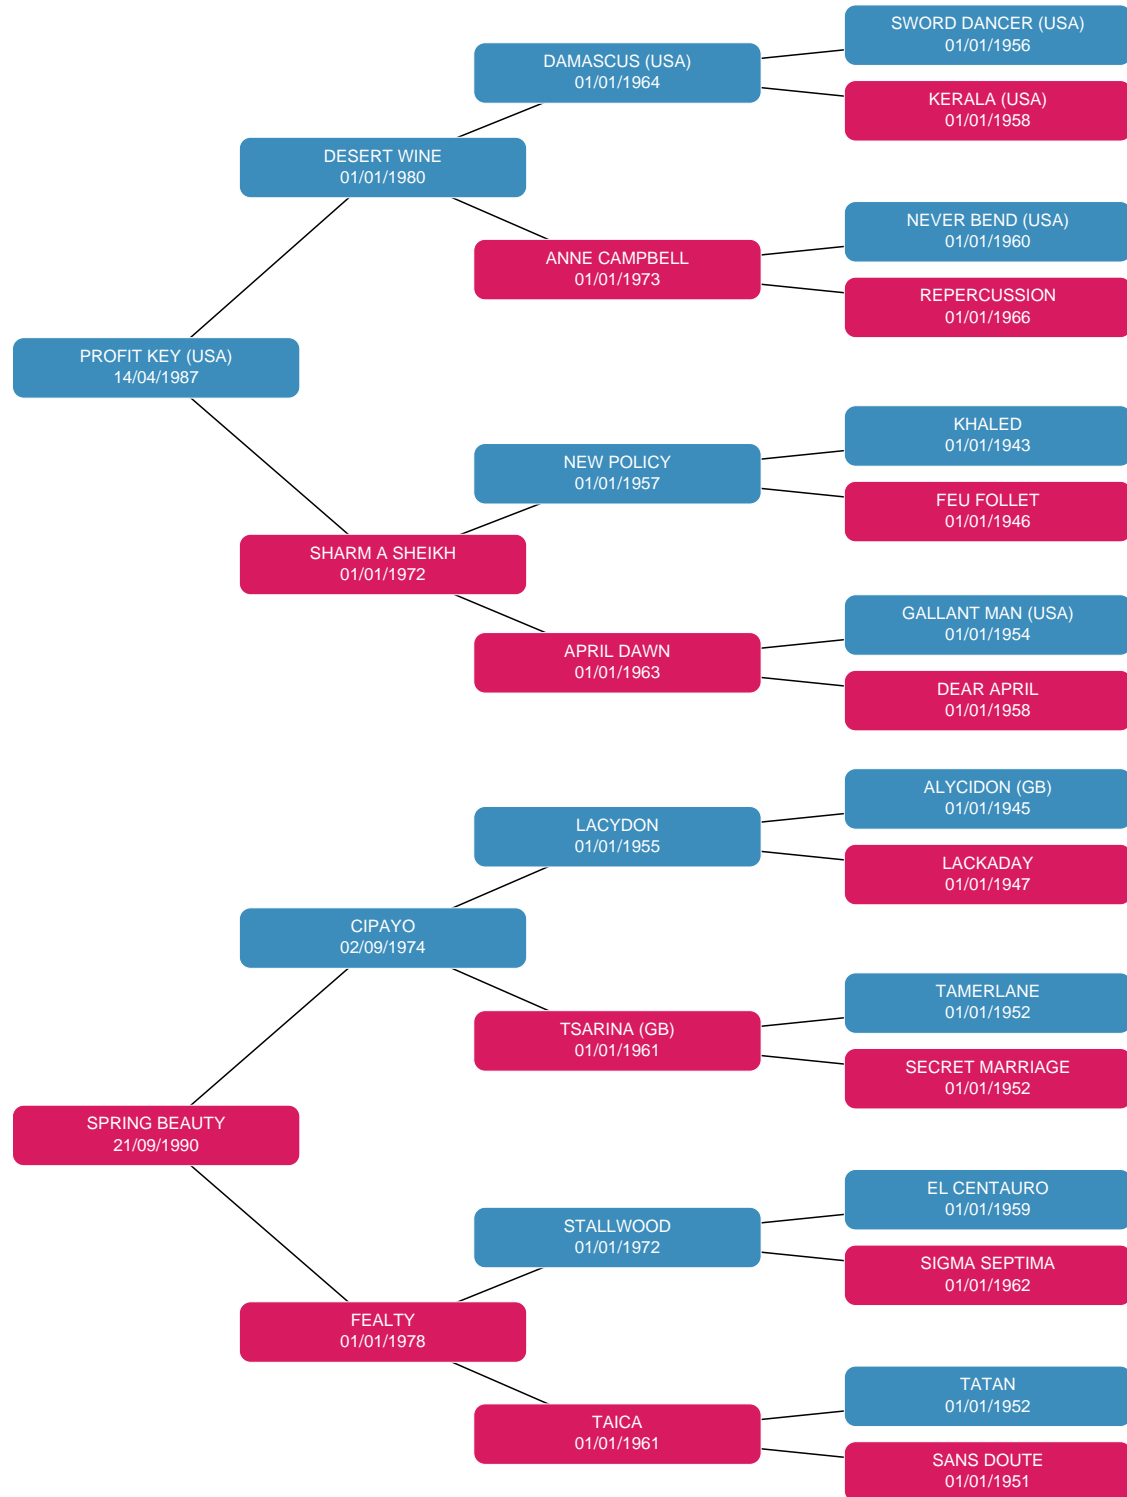 SWORD DANCER (USA)
01/01/1956
DAMASCUS (USA)
01/01/1964
KERALA (USA)
01/01/1958
DESERT WINE
01/01/1980
NEVER BEND (USA)
01/01/1960
ANNE CAMPBELL
01/01/1973
REPERCUSSION
01/01/1966
PROFIT KEY (USA)
14/04/1987
KHALED
01/01/1943
NEW POLICY
01/01/1957
FEU FOLLET
01/01/1946
SHARM A SHEIKH
01/01/1972
GALLANT MAN (USA)
01/01/1954
APRIL DAWN
01/01/1963
DEAR APRIL
01/01/1958
ALYCIDON (GB)
01/01/1945
LACYDON
01/01/1955
LACKADAY
01/01/1947
CIPAYO
02/09/1974
TAMERLANE
01/01/1952
TSARINA (GB)
01/01/1961
SECRET MARRIAGE
01/01/1952
SPRING BEAUTY
21/09/1990
EL CENTAURO
01/01/1959
STALLWOOD
01/01/1972
SIGMA SEPTIMA
01/01/1962
FEALTY
01/01/1978
TATAN
01/01/1952
TAICA
01/01/1961
SANS DOUTE
01/01/1951